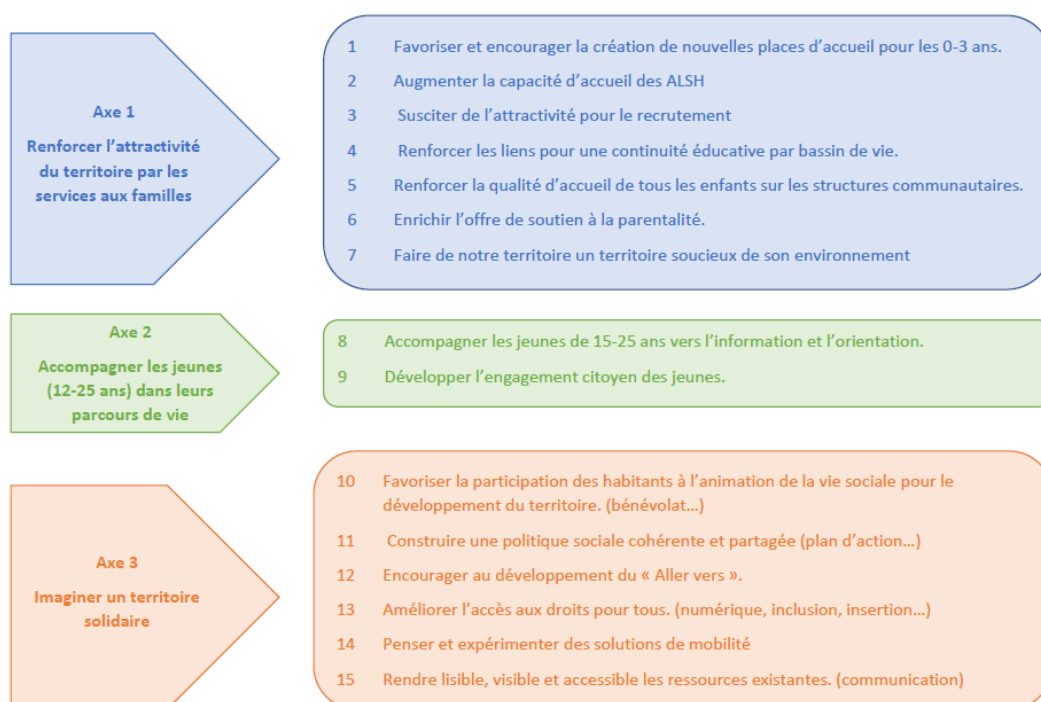 Axe 1
Renforcer l'attractivité
du territoire par les
services aux familles
1 Favoriser et encourager la création de nouvelles places d'accueil pour les 0-3 ans.
2 Augmenter la capacité d'accueil des ALSH
3 Susciter de l'attractivité pour le recrutement
4 Renforcer les liens pour une continuité éducative par bassin de vie.
5 Renforcer la qualité d'accueil de tous les enfants sur les structures communautaires.
6 Enrichir l'offre de soutien à la parentalité.
7 Faire de notre territoire un territoire soucieux de son environnement
Axe 2
Accompagner les jeunes
(12-25 ans) dans leurs
parcours de vie
8 Accompagner les jeunes de 15-25 ans vers l'information et l'orientation.
9 Développer l'engagement citoyen des jeunes.
Axe 3
Imaginer un territoire
solidaire
10 Favoriser la participation des habitants à l'animation de la vie sociale pour le
développement du territoire. (bénévolat…)
11 Construire une politique sociale cohérente et partagée (plan d'action…)
12 Encourager au développement du « Aller vers ».
13 Améliorer l'accès aux droits pour tous. (numérique, inclusion, insertion…)
14 Penser et expérimenter des solutions de mobilité
15 Rendre lisible, visible et accessible les ressources existantes. (communication)